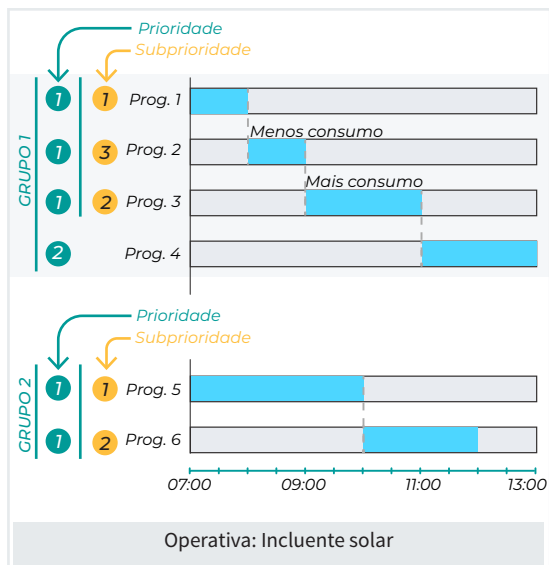 Prioridade
Subprioridade
GRUPO 1
1 1 Prog. 1
Menos consumo
1 3 Prog. 2
Mais consumo
1 2 Prog. 3
2 Prog. 4
Prioridade
Subprioridade
GRUPO 2
1 1 Prog. 5
1 2 Prog. 6
07:00 09:00 11:00 13:00
Operativa: Incluente solar